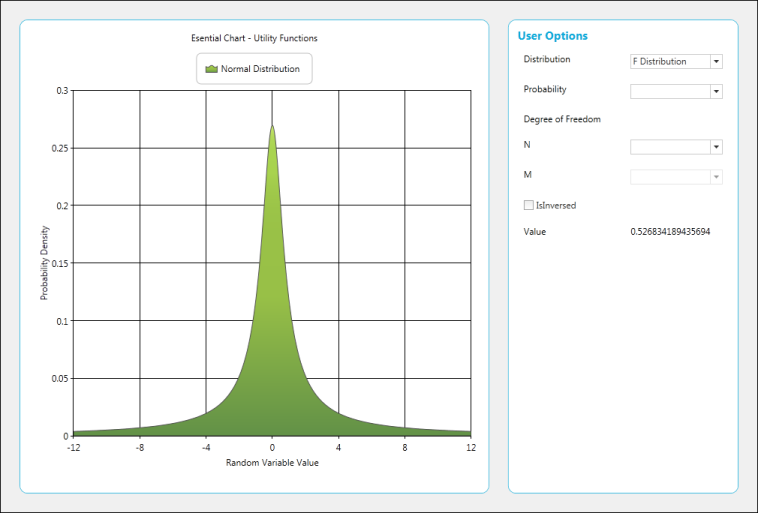 Esential Chart - Utility Functions
Normal Distribution
0.3
0.25
0.2
0.15
0.1
0.05
0
Probability Density
-12 -8 -4 0 4 8 12
Random Variable Value
User Options
Distribution F Distribution
Probability
Degree of Freedom
N
M
IsInversed
Value 0.526834189435694